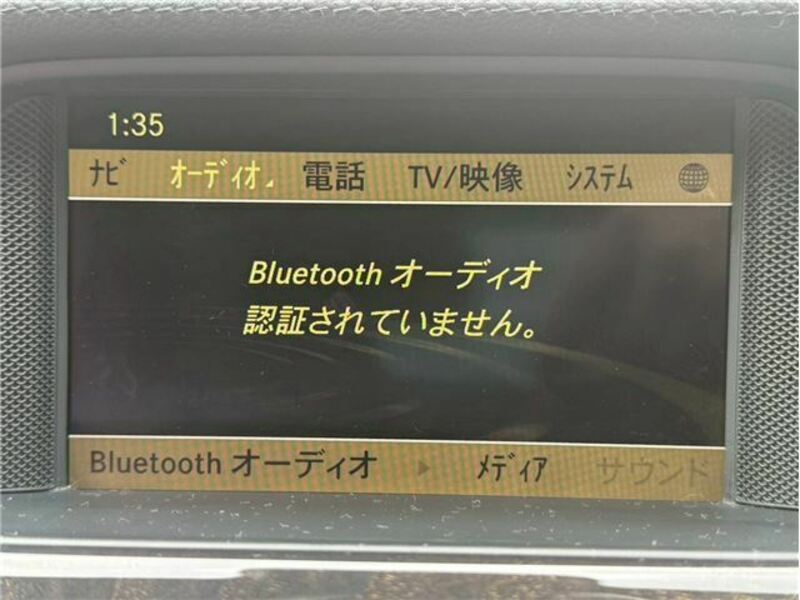 1:35
ﾅﾋﾞ ｵｰﾃﾞｨｵ 電話 TV/映像 ｼｽﾃﾑ
Bluetooth オーディオ
認証されていません。
Bluetooth オーディオ ▶ ﾒﾃﾞｨｱ サウンド